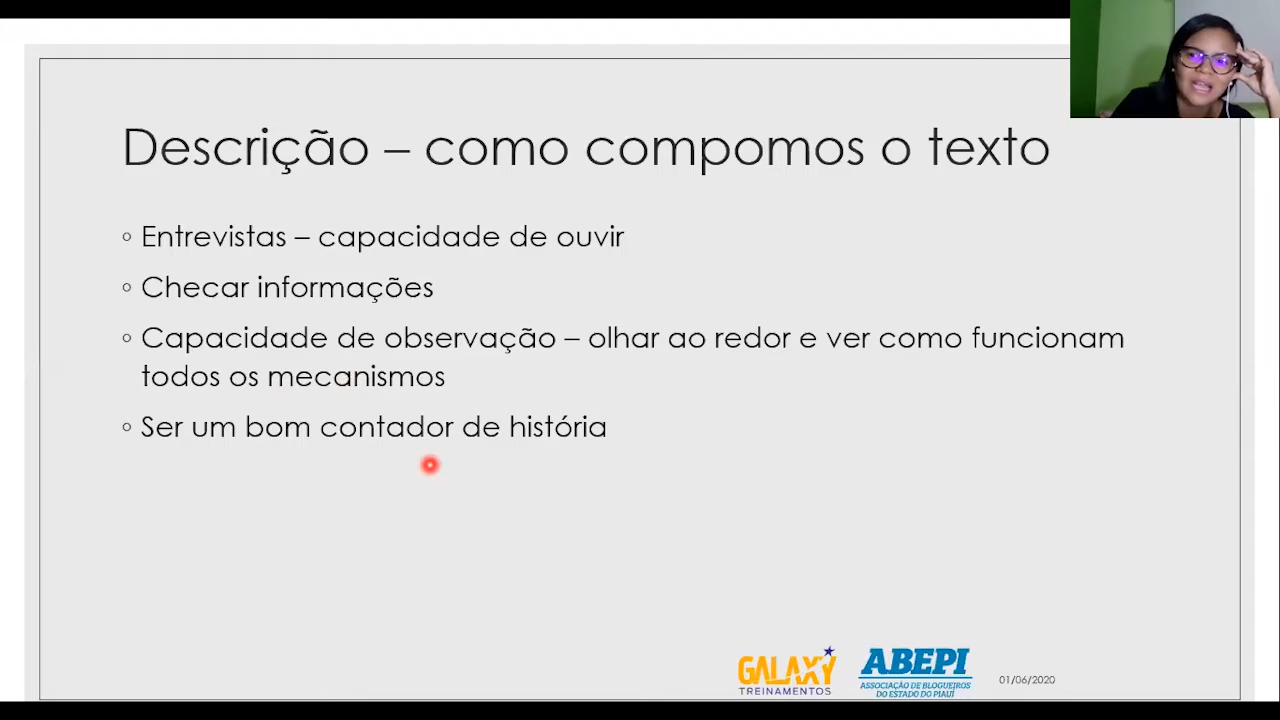 Descrição – como compomos o texto
◦ Entrevistas – capacidade de ouvir
◦ Checar informações
◦ Capacidade de observação – olhar ao redor e ver como funcionam
todos os mecanismos
◦ Ser um bom contador de história
GALAXY
TREINAMENTOS
ABEPI
ASSOCIAÇÃO DE BLOGUEIROS
DO ESTADO DO PIAUÍ
01/06/2020